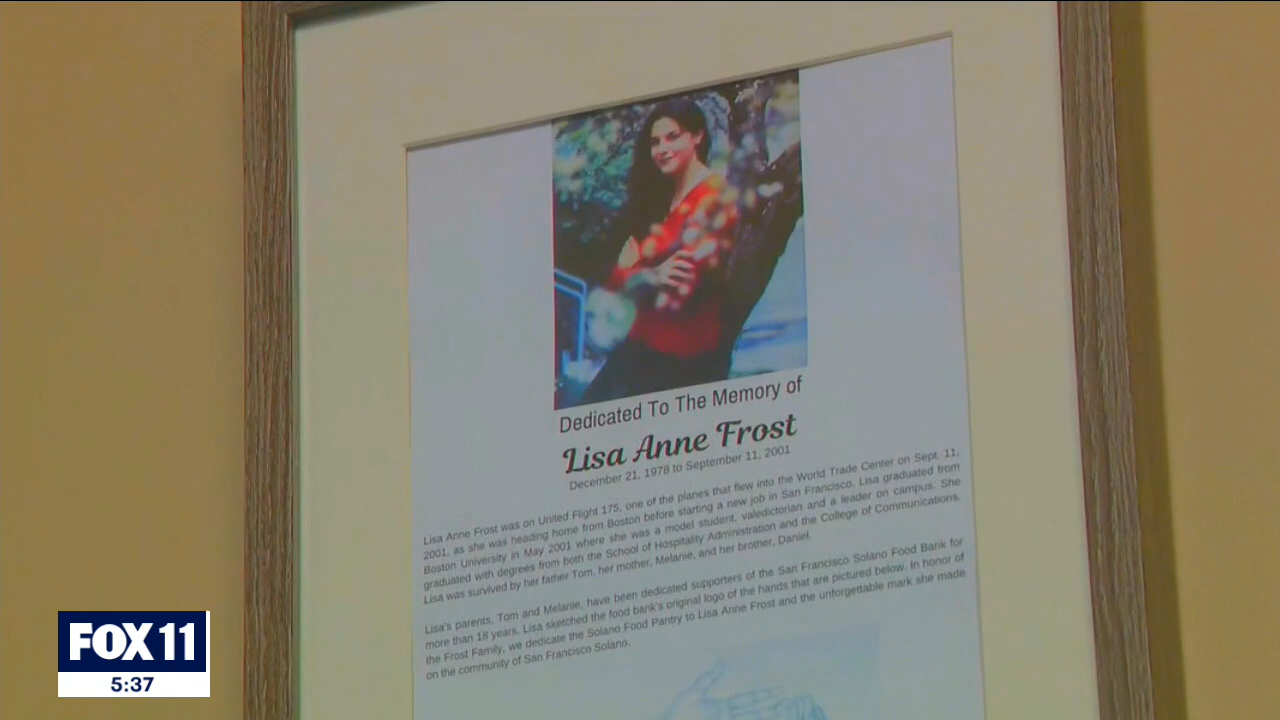 Dedicated To The Memory of
Lisa Anne Frost
December 21, 1978 to September 11, 2001
Lisa Anne Frost was on United Flight 175, one of the planes that flew into the World Trade Center on Sept. 11,
2001, as she was heading home from Boston before starting a new job in San Francisco. Lisa graduated from
Boston University in May 2001 where she was a model student, valedictorian and a leader on campus. She
graduated with degrees from both the School of Hospitality Administration and the College of Communications.
Lisa was survived by her father Tom, her mother, Melanie, and her brother, Daniel.
Lisa's parents, Tom and Melanie, have been dedicated supporters of the San Francisco Solano Food Bank for
more than 18 years. Lisa sketched the food bank's original logo of the hands that are pictured below. In honor of
the Frost Family, we dedicate the Solano Food Pantry to Lisa Anne Frost and the unforgettable mark she made
on the community of San Francisco Solano.
FOX 11
5:37